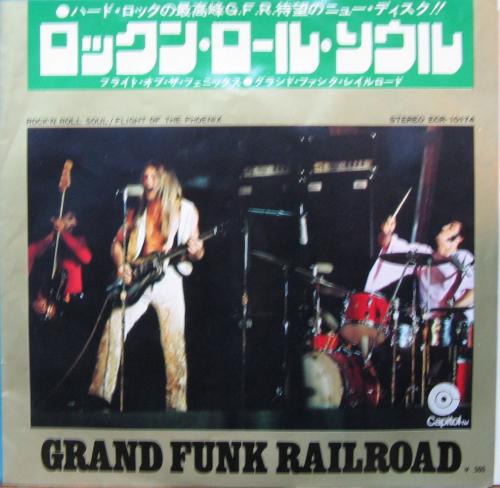 ●ハード・ロックの最高峰G.F.R.待望のニュー・ディスク!!
ロックン・ロール・ソウル
フライト・オブ・ザ・フェニックス●グランド・ファンク・レイルロード
ROCK'N ROLL SOUL/FLIGHT OF THE PHOENIX STEREO ECR-10174
Capitol
GRAND FUNK RAILROAD